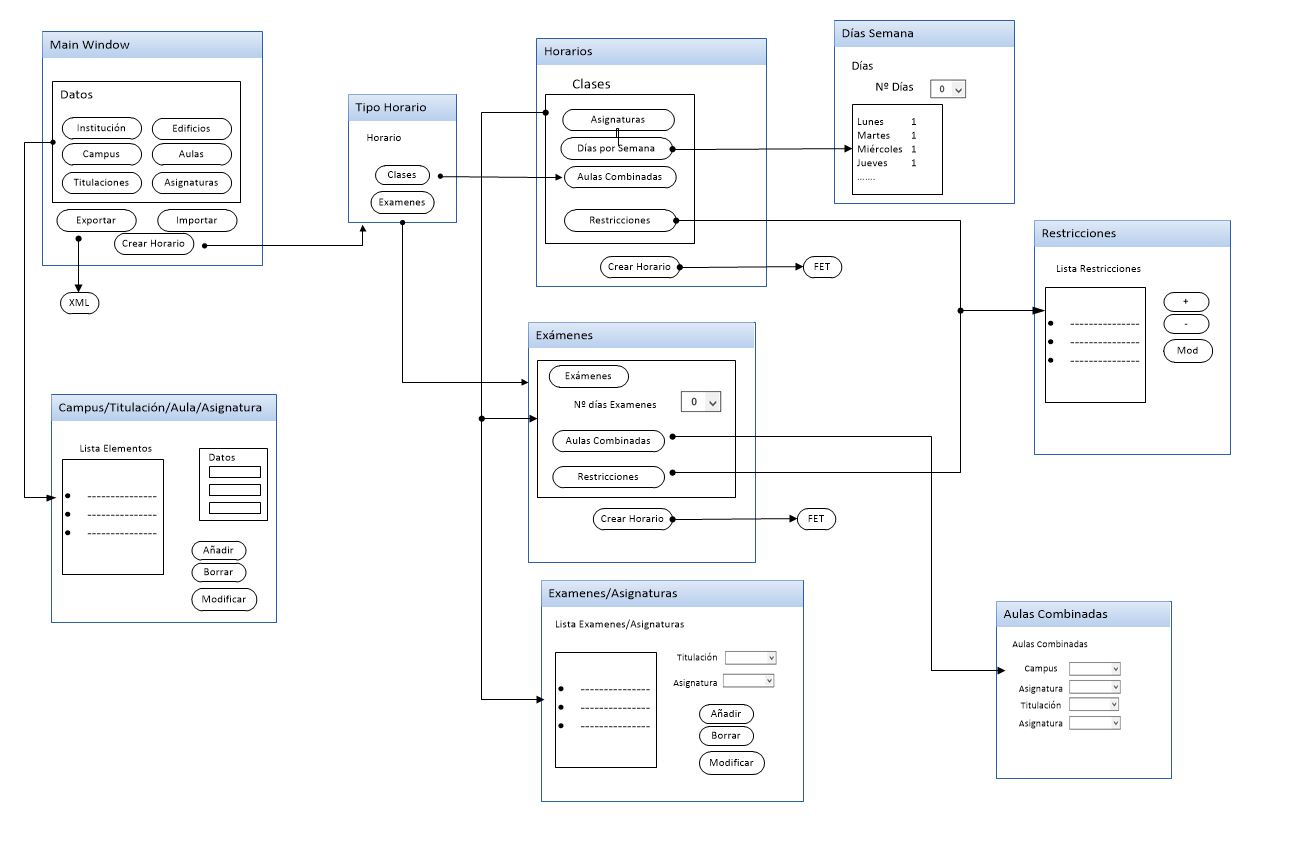 Main Window
Datos
Institución
Edificios
Campus
Aulas
Titulaciones
Asignaturas
Exportar
Importar
Crear Horario
XML
Tipo Horario
Horario
Clases
Examenes
Horarios
Clases
Asignaturas
Días por Semana
Aulas Combinadas
Restricciones
Crear Horario
FET
Días Semana
Días
Nº Días 0
Lunes 1
Martes 1
Miércoles 1
Jueves 1
.......
Restricciones
Lista Restricciones
+
-
Mod
Campus/Titulación/Aula/Asignatura
Lista Elementos
Datos
Añadir
Borrar
Modificar
Exámenes
Exámenes
Nº días Examenes 0
Aulas Combinadas
Restricciones
Crear Horario
FET
Examenes/Asignaturas
Lista Examenes/Asignaturas
Titulación
Asignatura
Añadir
Borrar
Modificar
Aulas Combinadas
Aulas Combinadas
Campus
Asignatura
Titulación
Asignatura